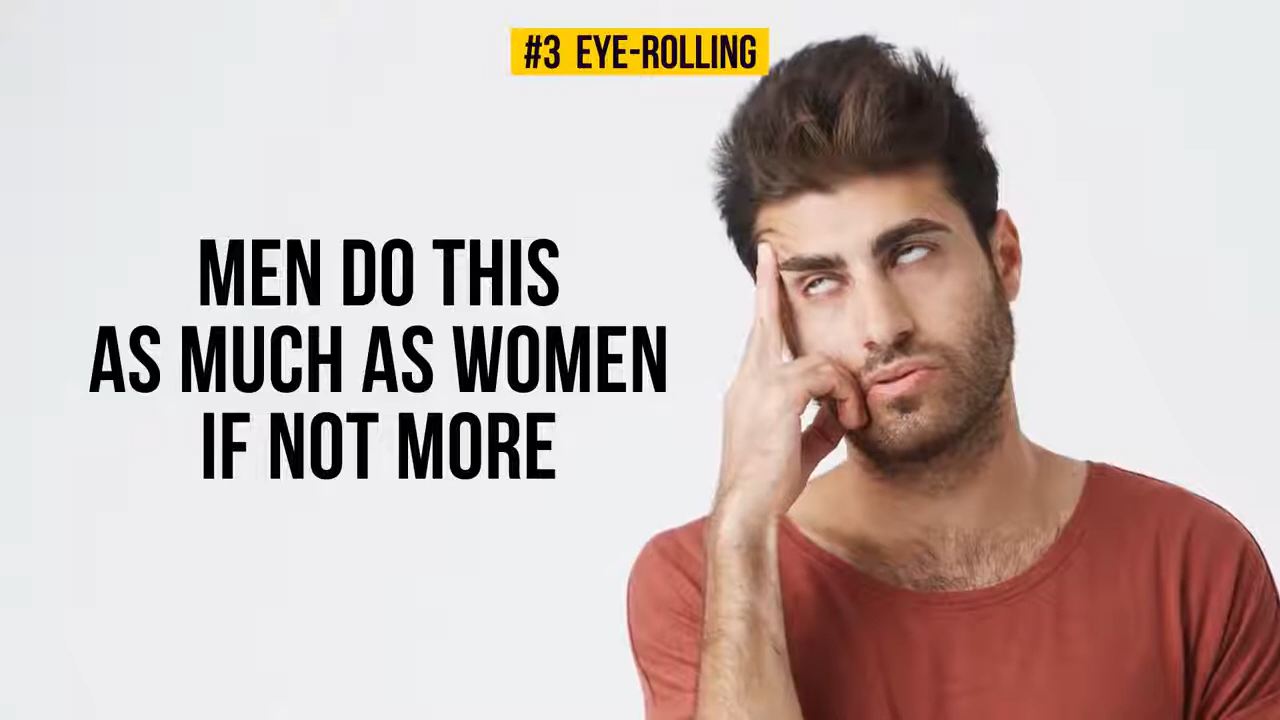 #3 EYE-ROLLING
MEN DO THIS
AS MUCH AS WOMEN
IF NOT MORE